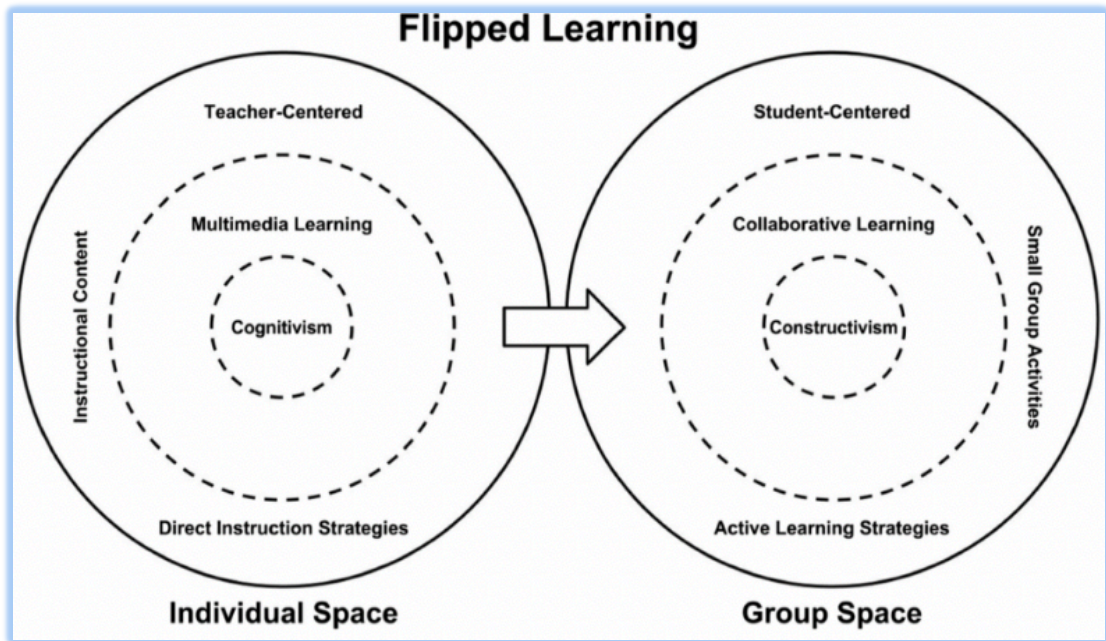 Flipped Learning
Teacher-Centered
Multimedia Learning
Instructional Content
Cognitivism
Direct Instruction Strategies
Individual Space
Student-Centered
Collaborative Learning
Small Group Activities
Constructivism
Active Learning Strategies
Group Space